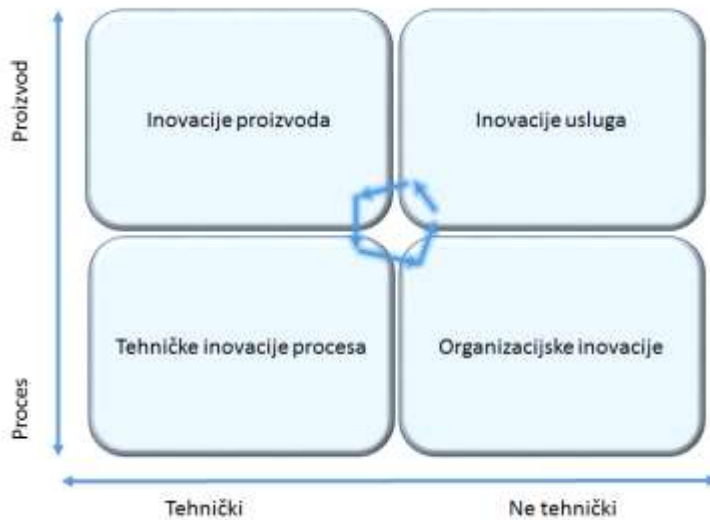 Proizvod
Inovacije proizvoda
Inovacije usluga
Proces
Tehničke inovacije procesa
Organizacijske inovacije
Tehnički
Ne tehnički